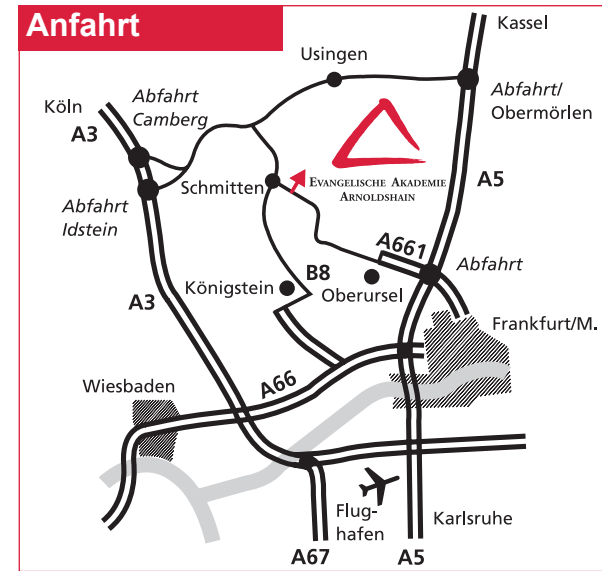 Anfahrt
Kassel
Usingen
Abfahrt/
Obermörlen
Köln
Abfahrt
Camberg
A3
Schmitten
EVANGELISCHE AKADEMIE
ARNOLDSHAIN
A5
Abfahrt
Idstein
A661
Abfahrt
B8
Königstein
Oberursel
A3
Frankfurt/M.
Wiesbaden
A66
Flug-
hafen
Karlsruhe
A67
A5